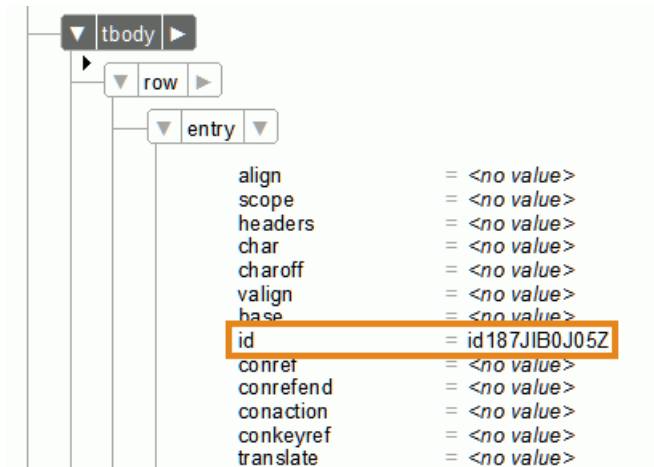 tbody
row
entry
align = <no value>
scope = <no value>
headers = <no value>
char = <no value>
charoff = <no value>
valign = <no value>
base = <no value>
id = id187JIB0J05Z
conref = <no value>
conrefend = <no value>
conaction = <no value>
conkeyref = <no value>
translate = <no value>